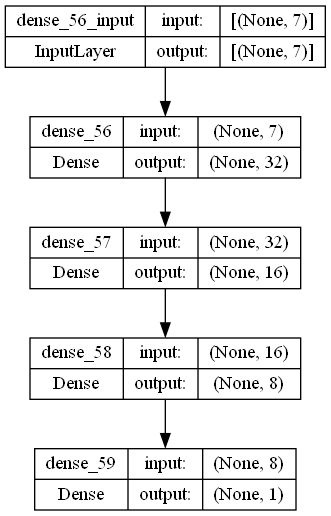 dense_56_input input: [(None, 7)]
InputLayer output: [(None, 7)]
dense_56 input: (None, 7)
Dense output: (None, 32)
dense_57 input: (None, 32)
Dense output: (None, 16)
dense_58 input: (None, 16)
Dense output: (None, 8)
dense_59 input: (None, 8)
Dense output: (None, 1)